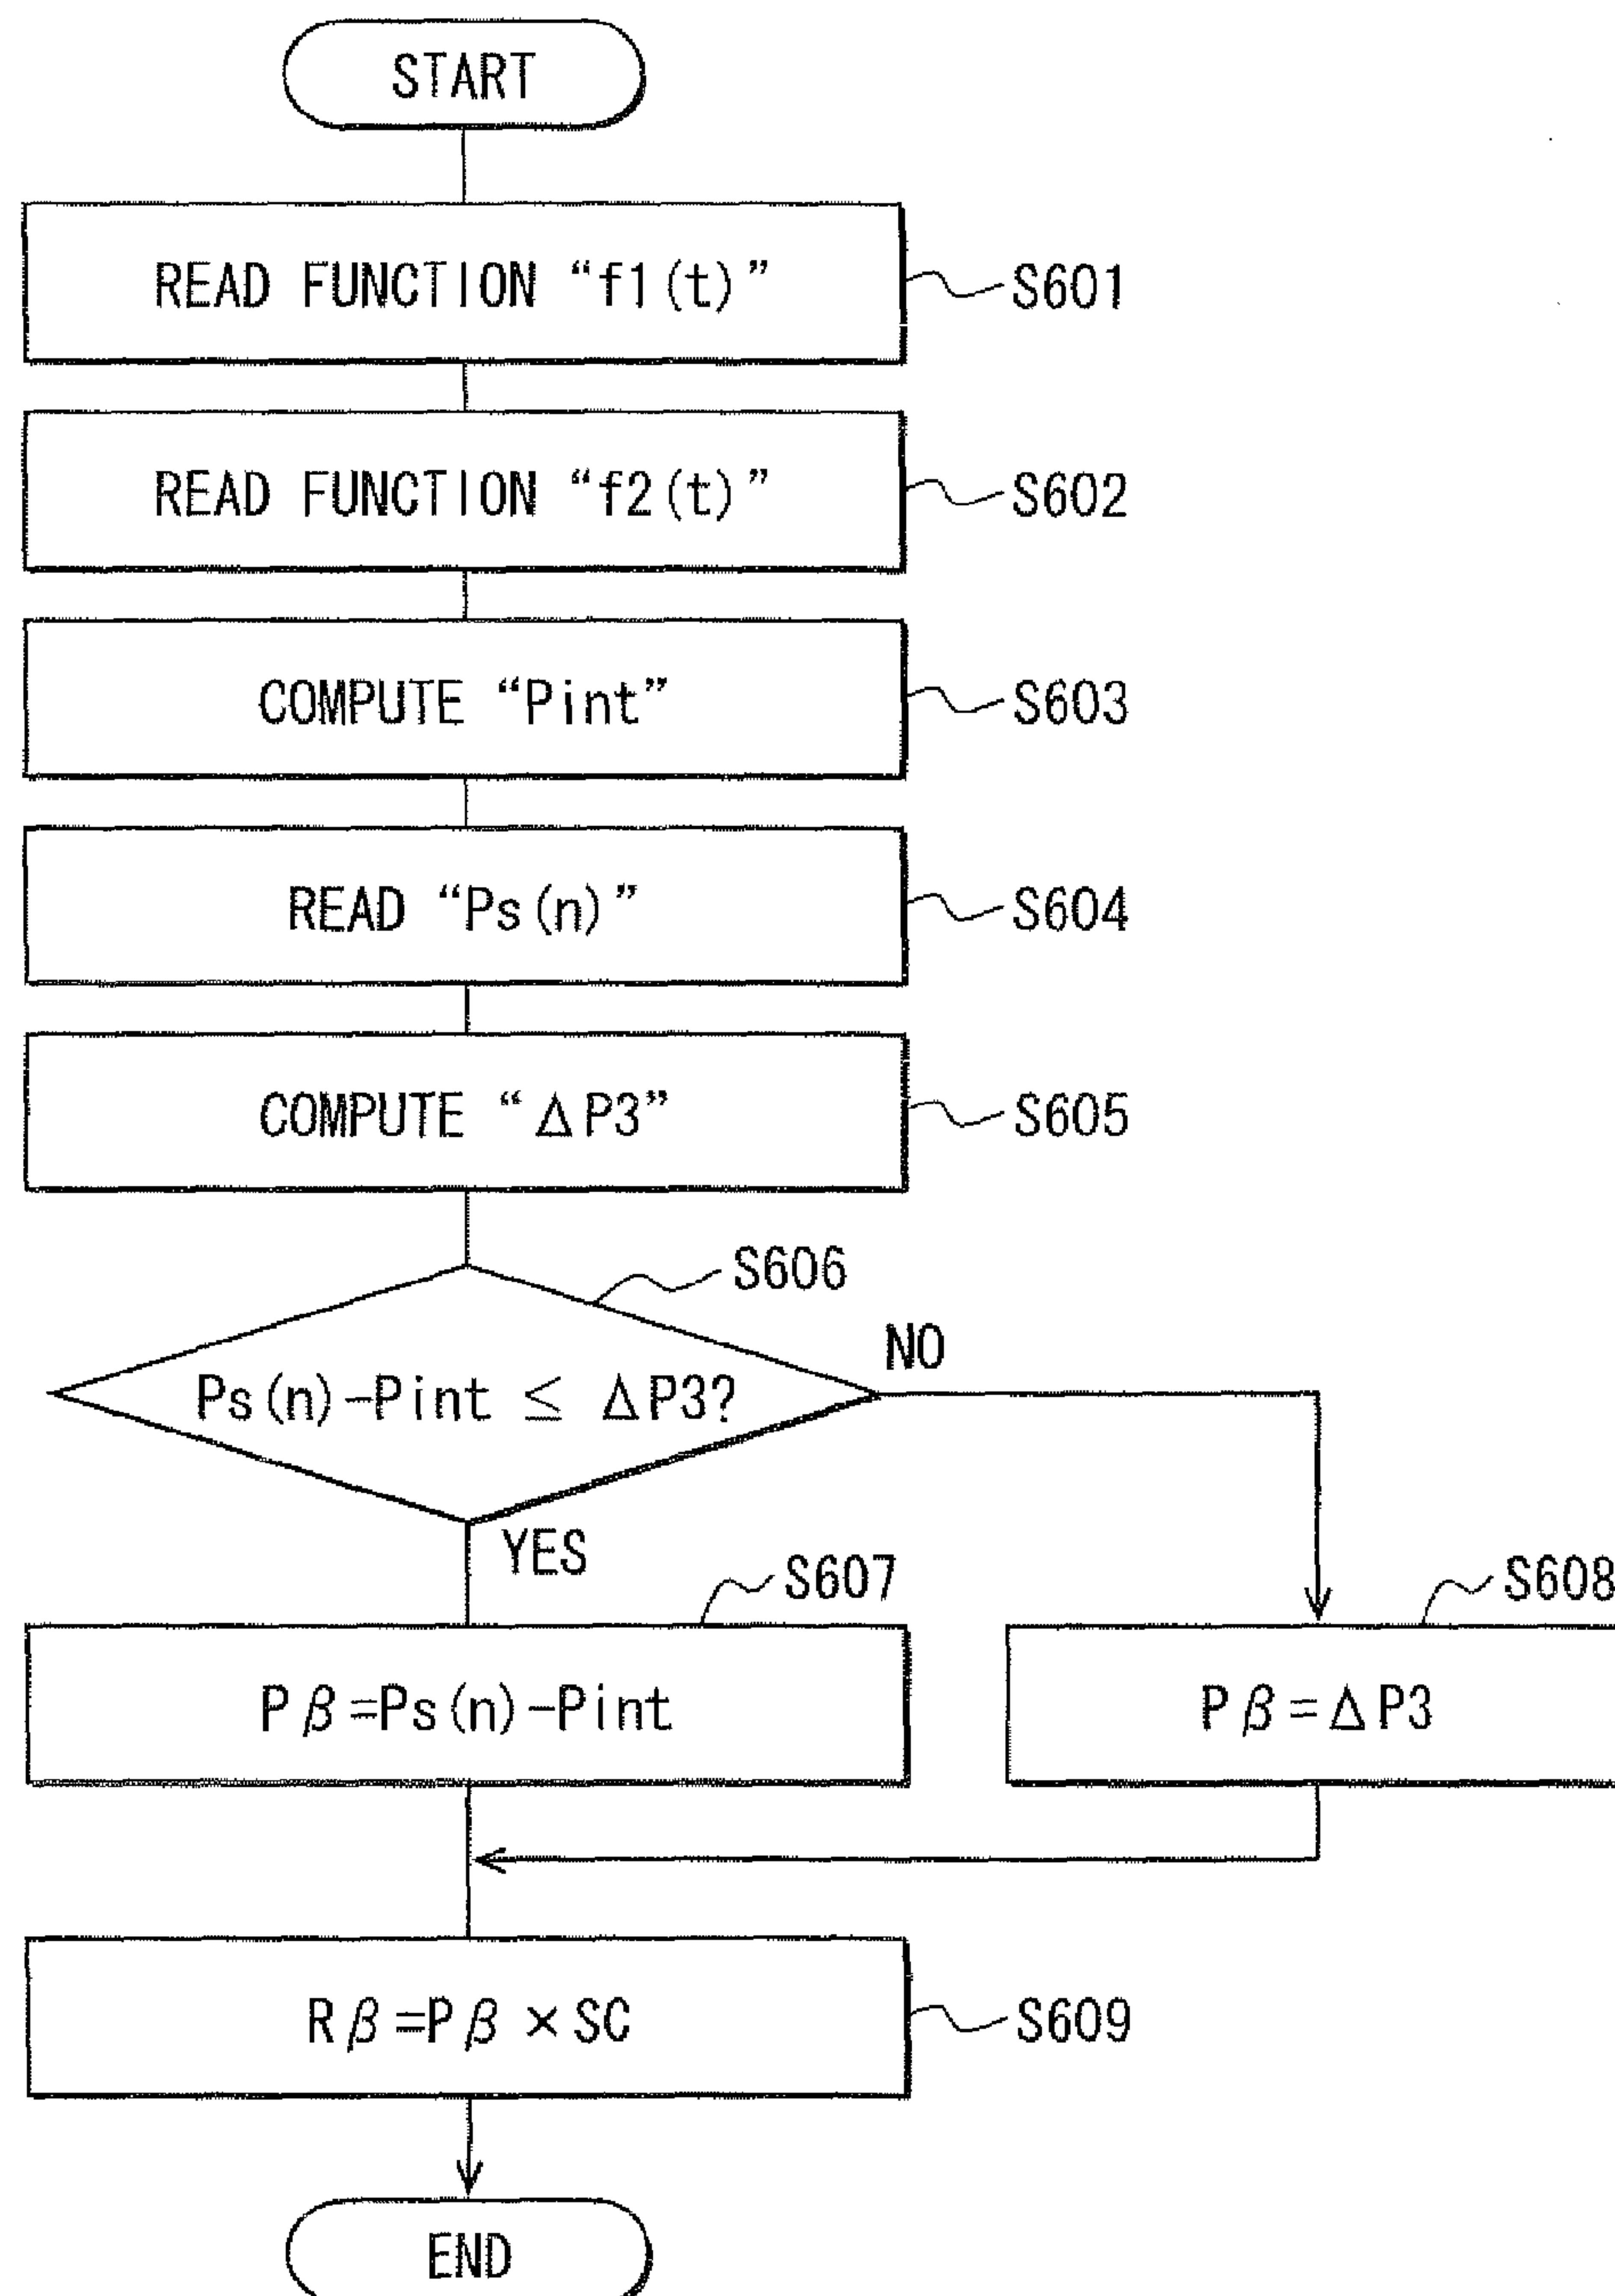 START
READ FUNCTION “f1(t)”
S601
READ FUNCTION “f2(t)”
S602
COMPUTE “Pint”
S603
READ “Ps(n)”
S604
COMPUTE “ΔP3”
S605
S606
Ps(n)-Pint ≦ ΔP3?
NO
YES
S607
Pβ=Ps(n)-Pint
S608
Pβ=ΔP3
Rβ=Pβ×SC
S609
END